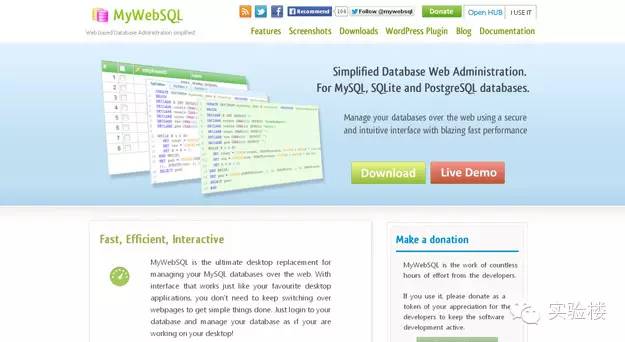 MyWebSQL
Web based Database Administration simplified!
Recommend 106 Follow @mywebsql Donate Open HUB I USE IT
Features Screenshots Downloads WordPress Plugin Blog Documentation
Simplified Database Web Administration.
For MySQL, SQLite and PostgreSQL databases.
Manage your databases over the web using a secure
and intuitive interface with blazing fast performance
Download Live Demo
Fast, Efficient, Interactive
MyWebSQL is the ultimate desktop replacement for
managing your MySQL databases over the web. With
interface that works just like your favourite desktop
applications, you don't need to keep switching over
webpages to get simple things done. Just login to your
database and manage your database as if your are
working on your desktop!
Make a donation
MyWebSQL is the work of countless
hours of effort from the developers.
If you use it, please donate as a
token of your appreciation for the
developers to keep the software
development active.
实验楼